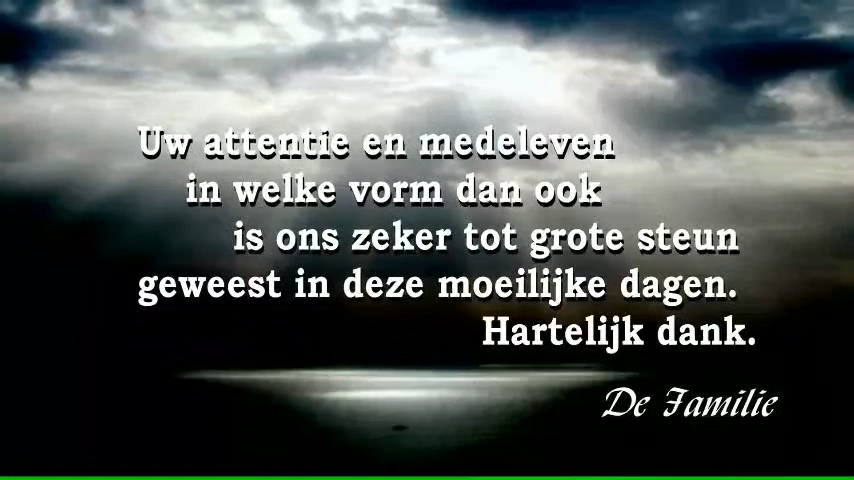 Uw attentie en medeleven
in welke vorm dan ook
is ons zeker tot grote steun
geweest in deze moeilijke dagen.
Hartelijk dank.
De Familie